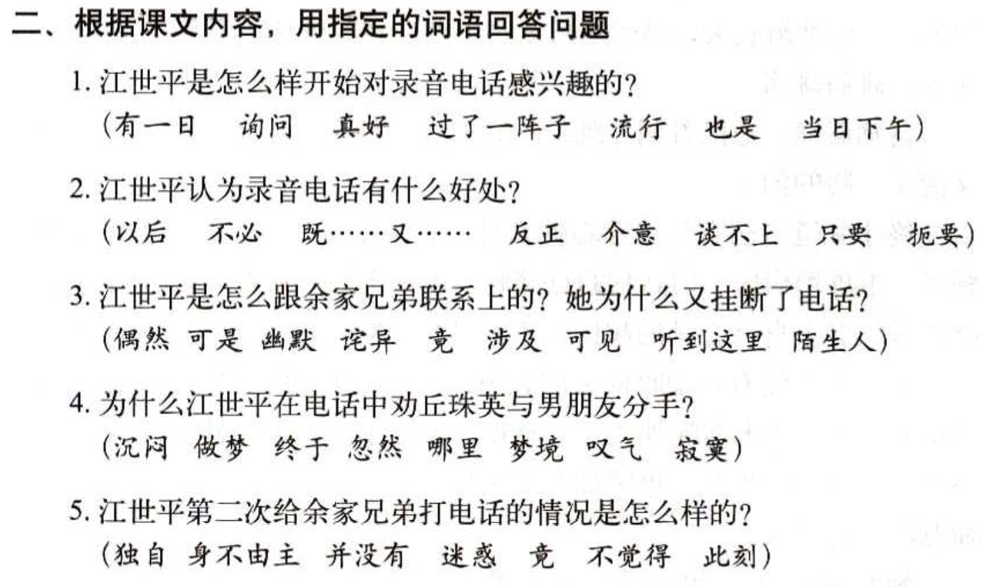 二、根据课文内容，用指定的词语回答问题
1. 江世平是怎么样开始对录音电话感兴趣的？
（有一日 询问 真好 过了一阵子 流行 也是 当日下午）
2. 江世平认为录音电话有什么好处？
（以后 不必 既……又…… 反正 介意 谈不上 只要 扼要）
3. 江世平是怎么跟余家兄弟联系上的？她为什么又挂断了电话？
（偶然 可是 幽默 诧异 竟 涉及 可见 听到这里 陌生人）
4. 为什么江世平在电话中劝丘珠英与男朋友分手？
（沉闷 做梦 终于 忽然 哪里 梦境 叹气 寂寞）
5. 江世平第二次给余家兄弟打电话的情况是怎么样的？
（独自 身不由主 并没有 迷惑 竟 不觉得 此刻）